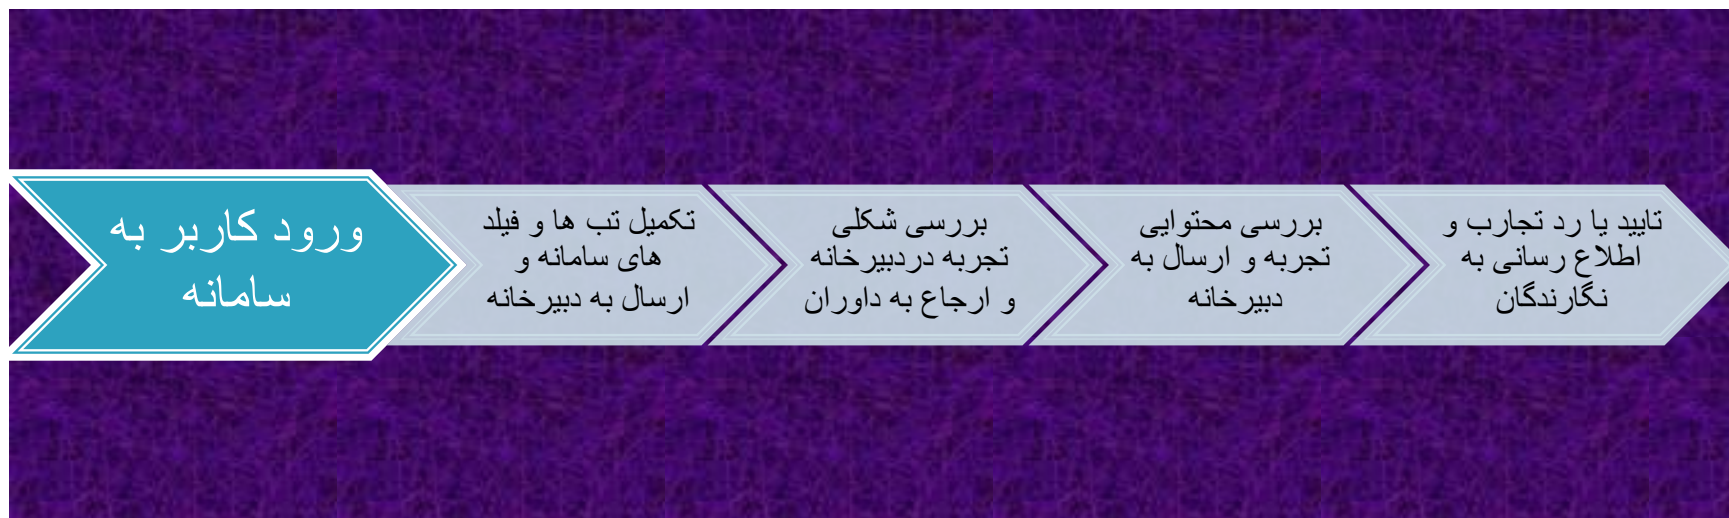 ورود کاربر به
سامانه
تکمیل تب ها و فیلد
های سامانه و
ارسال به دبیرخانه
بررسی شکلی
تجربه دردبیرخانه
و ارجاع به داوران
بررسی محتوایی
تجربه و ارسال به
دبیرخانه
تایید یا رد تجارب و
اطلاع رسانی به
نگارندگان